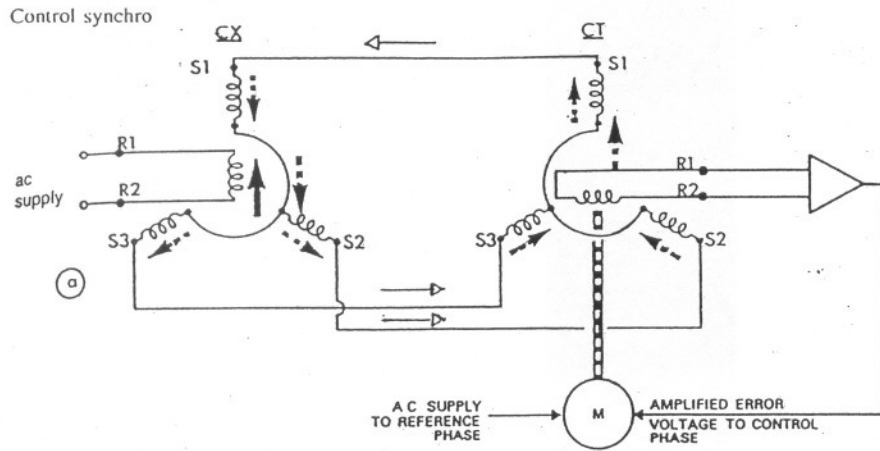 Control synchro
CX
CT
S1
S1
R1
R1
ac
supply
R2
R2
S3
S2
S3
S2
a
M
AC SUPPLY
TO REFERENCE
PHASE
AMPLIFIED ERROR
VOLTAGE TO CONTROL
PHASE